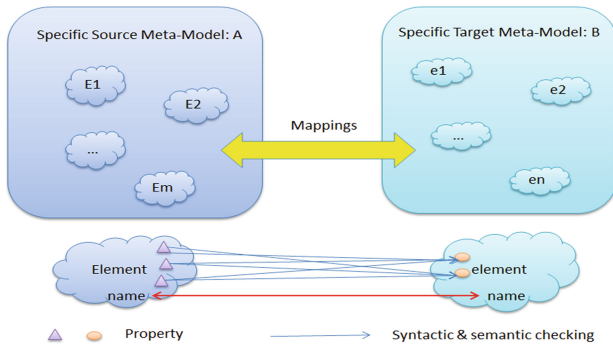 Specific Source Meta-Model: A
Specific Target Meta-Model: B
E1
E2
...
Em
Mappings
e1
e2
...
en
Element
name
element
name
Property
Syntactic & semantic checking